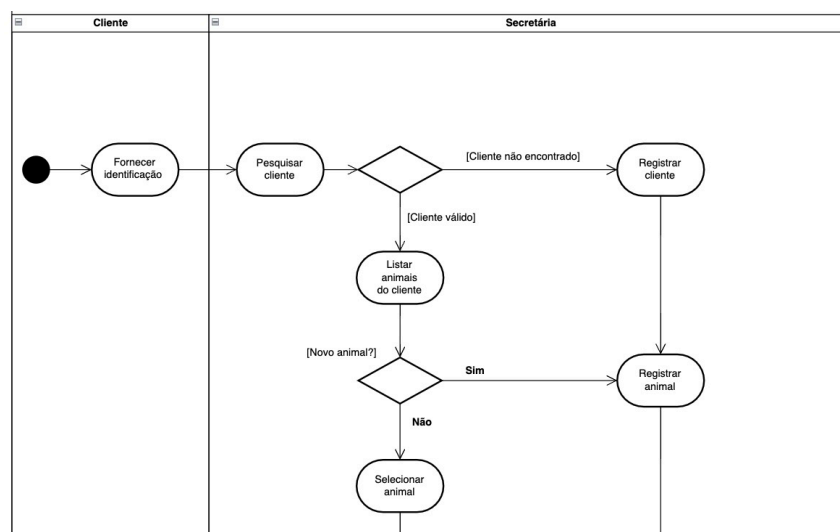 Cliente
Secretária
Fornecer
identificação
Pesquisar
cliente
[Cliente não encontrado]
Registrar
cliente
[Cliente válido]
Listar
animais
do cliente
[Novo animal?]
Sim
Registrar
animal
Não
Selecionar
animal